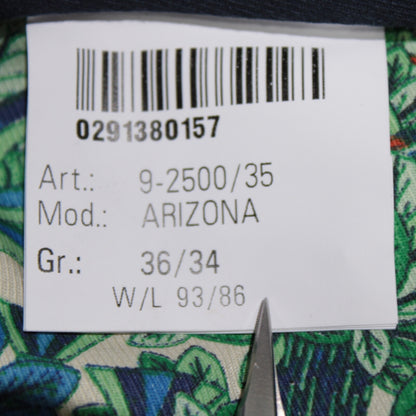 0291380157
Art.: 9-2500/35
Mod.: ARIZONA
Gr.: 36/34
W/L 93/86